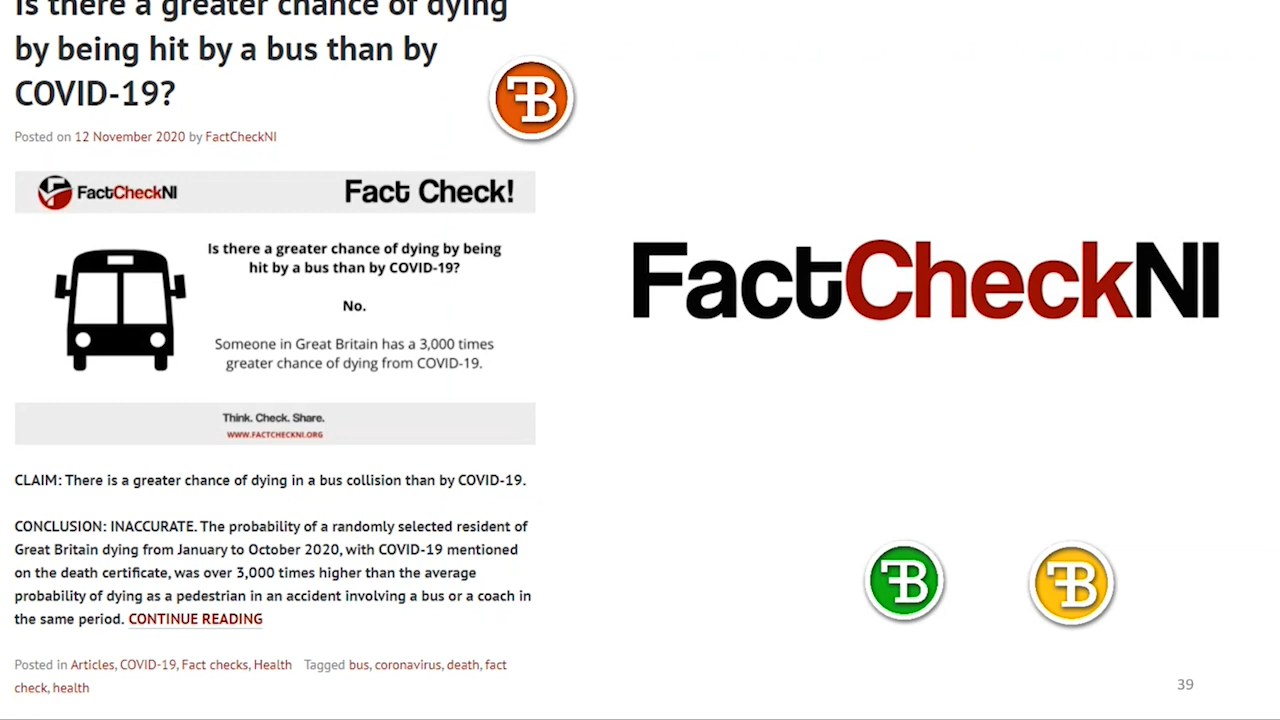 Is there a greater chance of dying
by being hit by a bus than by
COVID-19?
Posted on 12 November 2020 by FactCheckNI
FactCheckNI
Fact Check!
Is there a greater chance of dying by being
hit by a bus than by COVID-19?
No.
Someone in Great Britain has a 3,000 times
greater chance of dying from COVID-19.
Think. Check. Share.
WWW.FACTCHECKNI.ORG
CLAIM: There is a greater chance of dying in a bus collision than by COVID-19.
CONCLUSION: INACCURATE. The probability of a randomly selected resident of
Great Britain dying from January to October 2020, with COVID-19 mentioned
on the death certificate, was over 3,000 times higher than the average
probability of dying as a pedestrian in an accident involving a bus or a coach in
the same period. CONTINUE READING
Posted in Articles, COVID-19, Fact checks, Health Tagged bus, coronavirus, death, fact
check, health
FactCheckNI
39